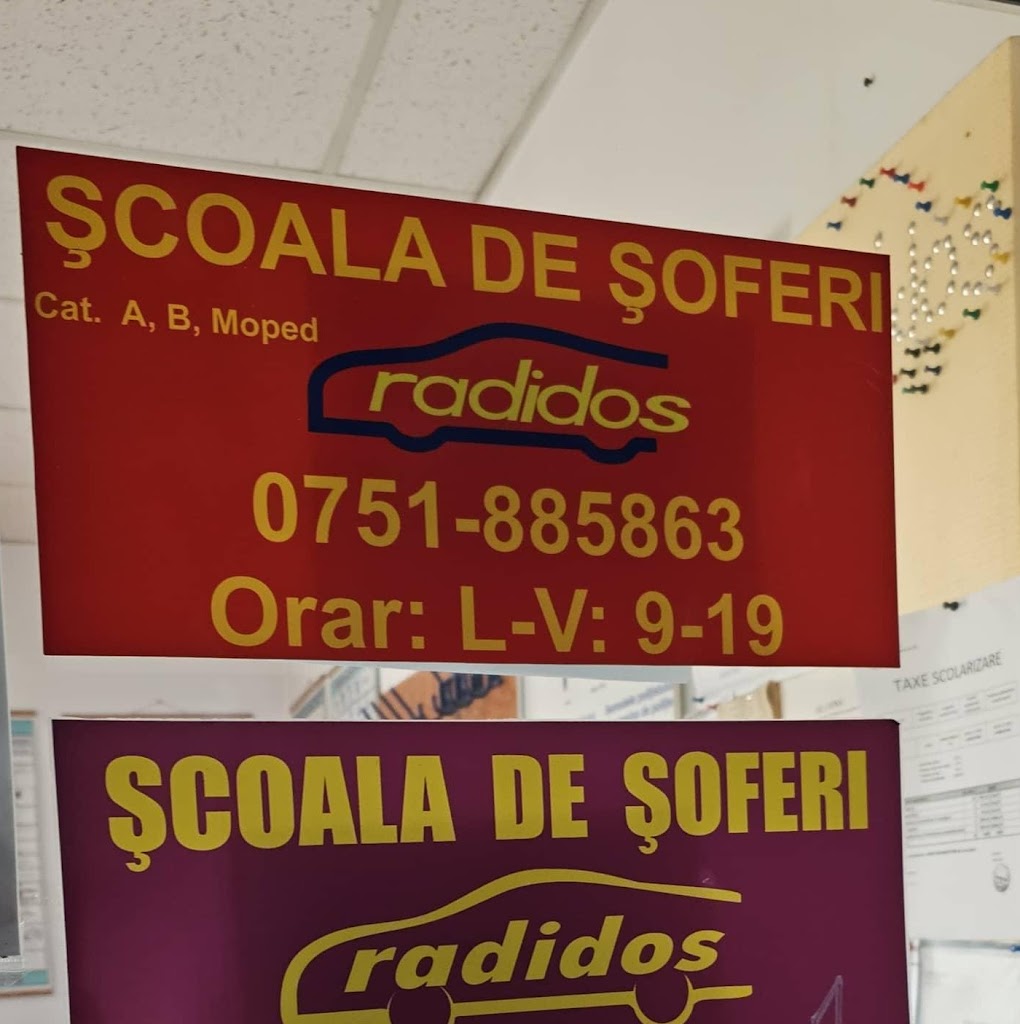 ŞCOALA DE ŞOFERI
Cat. A, B, Moped
radidos
0751-885863
Orar: L-V: 9-19
TAXE SCOLARIZARE
ŞCOALA DE ŞOFERI
radidos